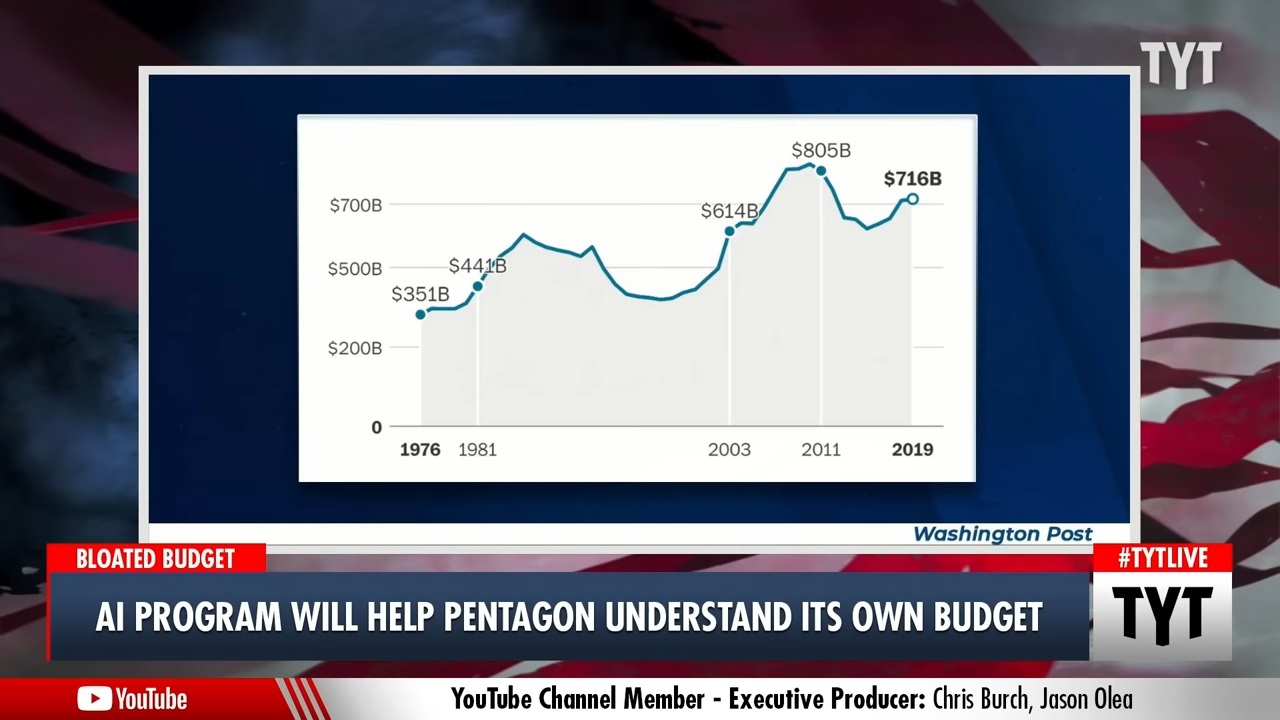 TYT
$805B
$716B
$700B
$614B
$500B
$441B
$351B
$200B
0
1976 1981 2003 2011 2019
Washington Post
BLOATED BUDGET
#TYTLIVE
AI PROGRAM WILL HELP PENTAGON UNDERSTAND ITS OWN BUDGET
TYT
YouTube
YouTube Channel Member - Executive Producer: Chris Burch, Jason Olea